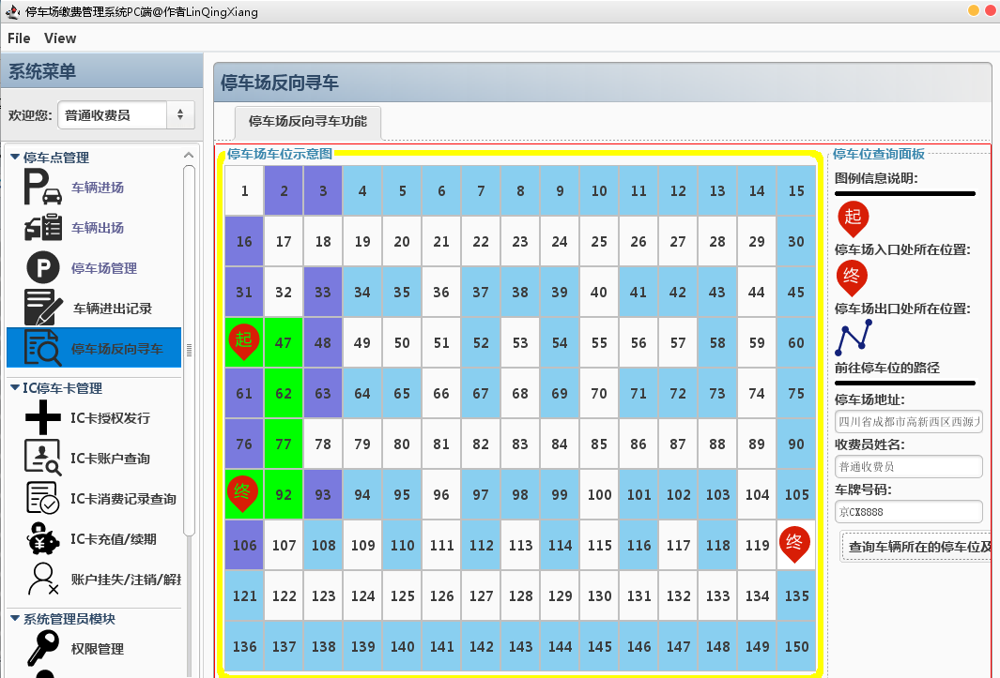 停车场缴费管理系统PC端@作者LinQingXiang
File View
系统菜单
欢迎您: 普通收费员
停车点管理
车辆进场
车辆出场
停车场管理
车辆进出记录
停车场反向寻车
IC停车卡管理
IC卡授权发行
IC卡账户查询
IC卡消费记录查询
IC卡充值/续期
账户挂失/注销/解挂
系统管理员模块
权限管理
停车场反向寻车
停车场反向寻车功能
停车场车位示意图
1 2 3 4 5 6 7 8 9 10 11 12 13 14 15
16 17 18 19 20 21 22 23 24 25 26 27 28 29 30
31 32 33 34 35 36 37 38 39 40 41 42 43 44 45
起 47 48 49 50 51 52 53 54 55 56 57 58 59 60
61 62 63 64 65 66 67 68 69 70 71 72 73 74 75
76 77 78 79 80 81 82 83 84 85 86 87 88 89 90
终 92 93 94 95 96 97 98 99 100 101 102 103 104 105
106 107 108 109 110 111 112 113 114 115 116 117 118 119 终
121 122 123 124 125 126 127 128 129 130 131 132 133 134 135
136 137 138 139 140 141 142 143 144 145 146 147 148 149 150
停车位查询面板
图例信息说明:
起
停车场入口处所在位置:
终
停车场出口处所在位置:
前往停车位的路径
停车场地址:
四川省成都市高新西区西源大
收费员姓名:
普通收费员
车牌号码:
京CX8888
查询车辆所在的停车位及